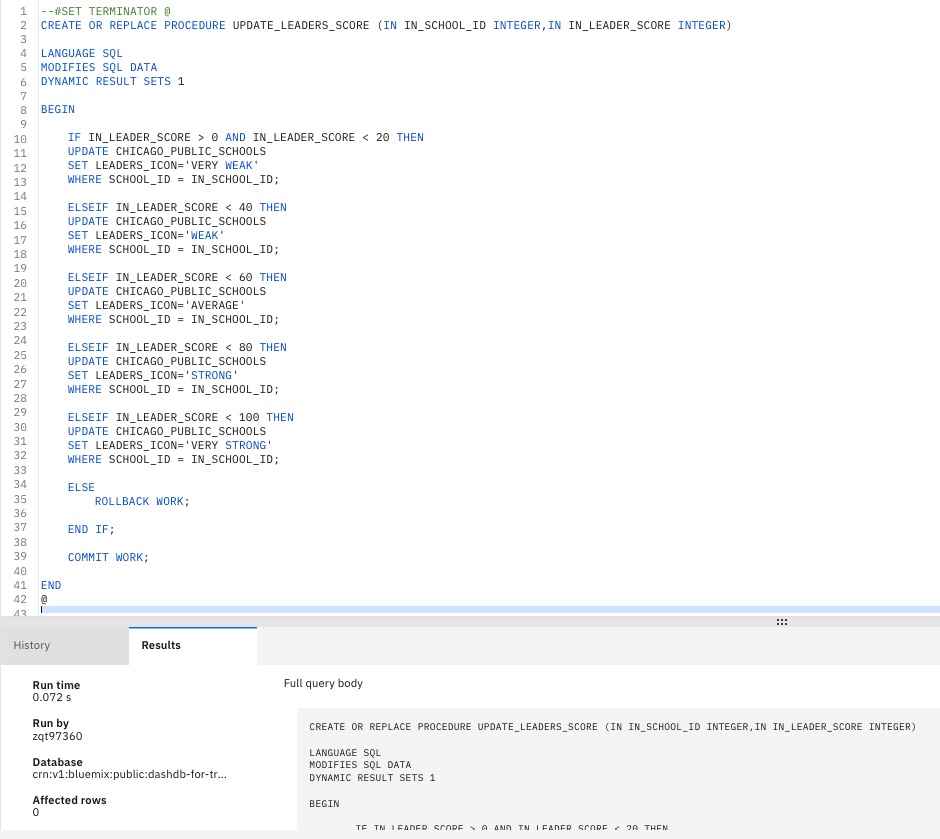 1 --#SET TERMINATOR @
2 CREATE OR REPLACE PROCEDURE UPDATE_LEADERS_SCORE (IN IN_SCHOOL_ID INTEGER,IN IN_LEADER_SCORE INTEGER)
3
4 LANGUAGE SQL
5 MODIFIES SQL DATA
6 DYNAMIC RESULT SETS 1
7
8 BEGIN
9
10 IF IN_LEADER_SCORE > 0 AND IN_LEADER_SCORE < 20 THEN
11 UPDATE CHICAGO_PUBLIC_SCHOOLS
12 SET LEADERS_ICON='VERY WEAK'
13 WHERE SCHOOL_ID = IN_SCHOOL_ID;
14
15 ELSEIF IN_LEADER_SCORE < 40 THEN
16 UPDATE CHICAGO_PUBLIC_SCHOOLS
17 SET LEADERS_ICON='WEAK'
18 WHERE SCHOOL_ID = IN_SCHOOL_ID;
19
20 ELSEIF IN_LEADER_SCORE < 60 THEN
21 UPDATE CHICAGO_PUBLIC_SCHOOLS
22 SET LEADERS_ICON='AVERAGE'
23 WHERE SCHOOL_ID = IN_SCHOOL_ID;
24
25 ELSEIF IN_LEADER_SCORE < 80 THEN
26 UPDATE CHICAGO_PUBLIC_SCHOOLS
27 SET LEADERS_ICON='STRONG'
28 WHERE SCHOOL_ID = IN_SCHOOL_ID;
29
30 ELSEIF IN_LEADER_SCORE < 100 THEN
31 UPDATE CHICAGO_PUBLIC_SCHOOLS
32 SET LEADERS_ICON='VERY STRONG'
33 WHERE SCHOOL_ID = IN_SCHOOL_ID;
34
35 ELSE
36 ROLLBACK WORK;
37
38 END IF;
39
40 COMMIT WORK;
41
42 END
43 @
History
Results
Run time
0.072 s
Run by
zqt97360
Database
crn:v1:bluemix:public:dashdb-for-tr...
Affected rows
0
Full query body
CREATE OR REPLACE PROCEDURE UPDATE_LEADERS_SCORE (IN IN_SCHOOL_ID INTEGER,IN IN_LEADER_SCORE INTEGER)
LANGUAGE SQL
MODIFIES SQL DATA
DYNAMIC RESULT SETS 1
BEGIN
IF IN_LEADER_SCORE > 0 AND IN_LEADER_SCORE < 20 THEN